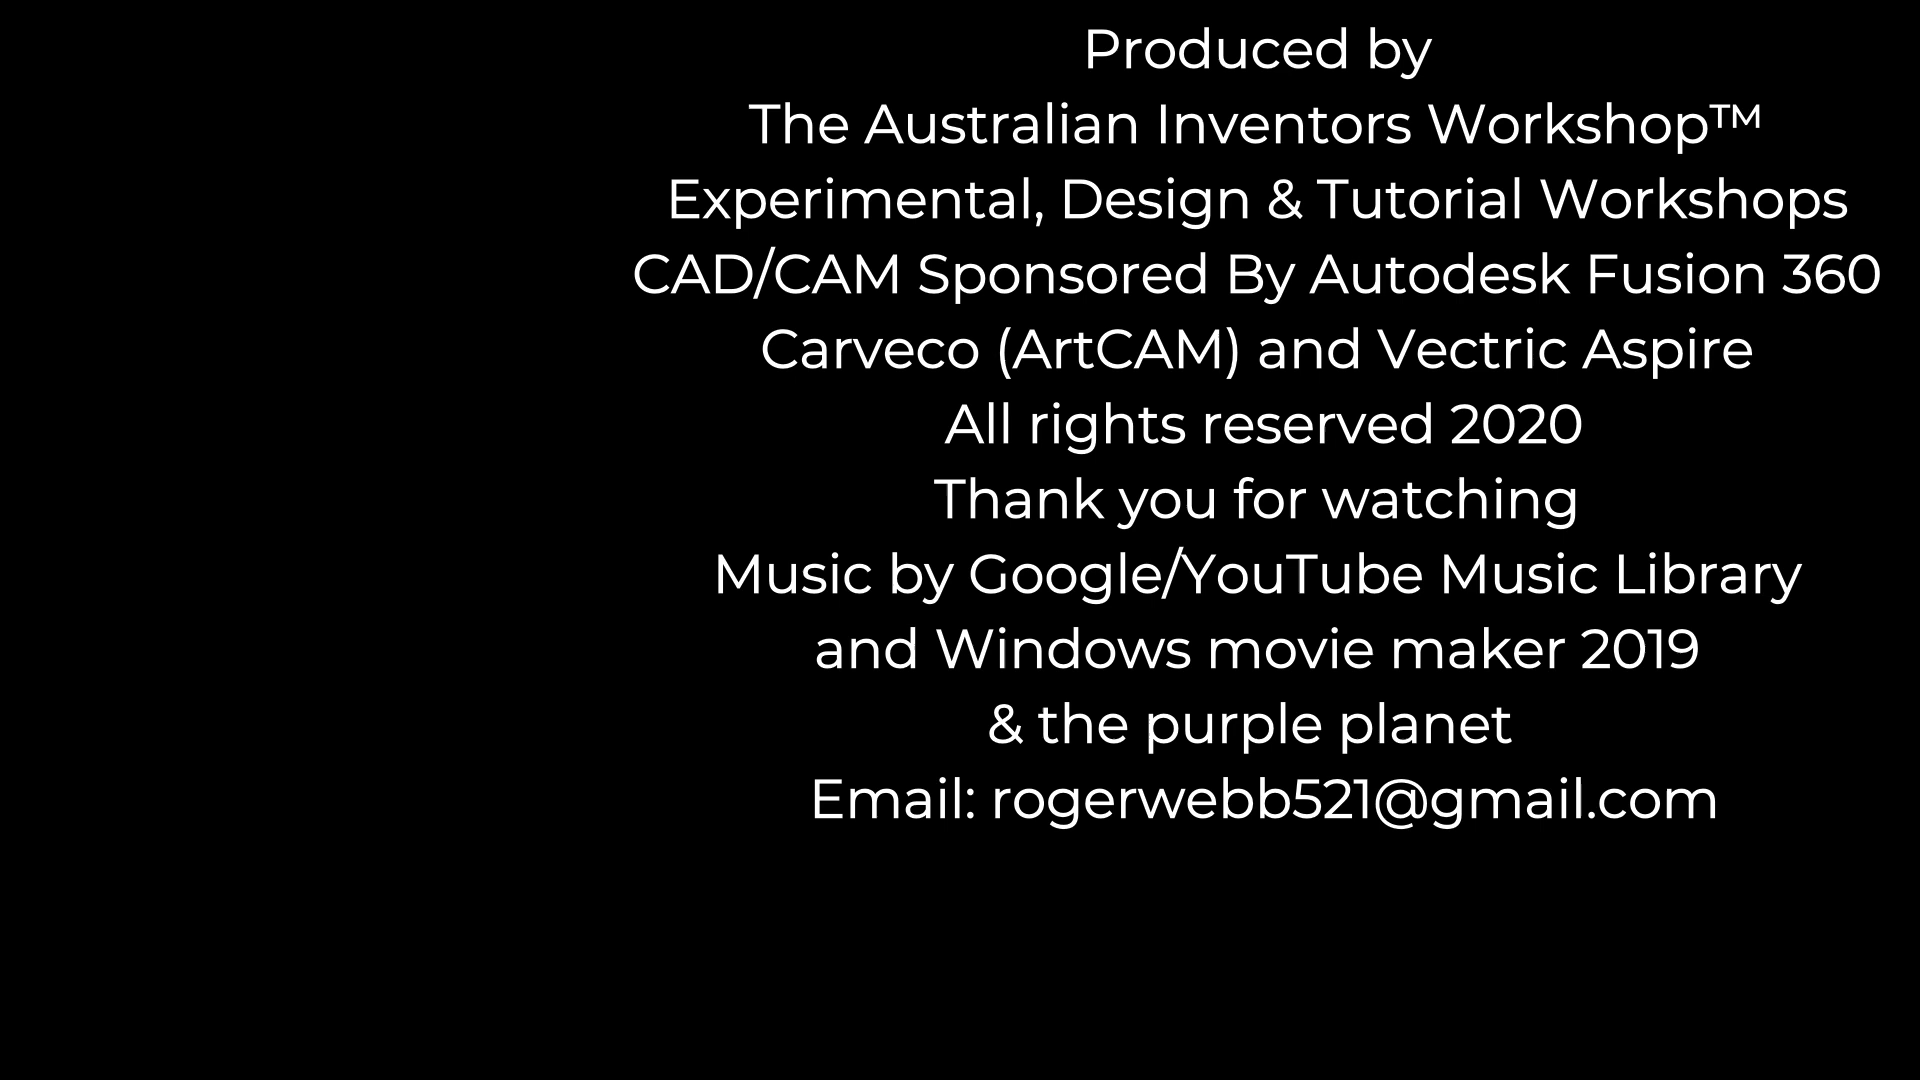 Produced by
The Australian Inventors Workshop™
Experimental, Design & Tutorial Workshops
CAD/CAM Sponsored By Autodesk Fusion 360
Carveco (ArtCAM) and Vectric Aspire
All rights reserved 2020
Thank you for watching
Music by Google/YouTube Music Library
and Windows movie maker 2019
& the purple planet
Email: rogerwebb521@gmail.com